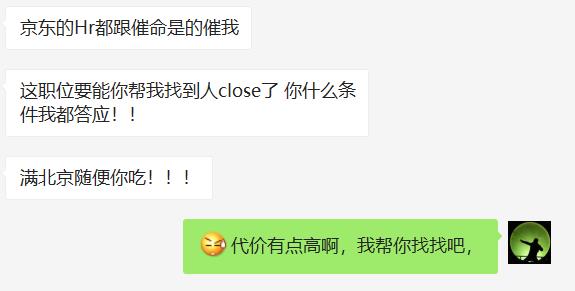 京东的Hr都跟催命是的催我
这职位要能你帮我找到人close了 你什么条
件我都答应！！
满北京随便你吃！！！
代价有点高啊，我帮你找找吧，